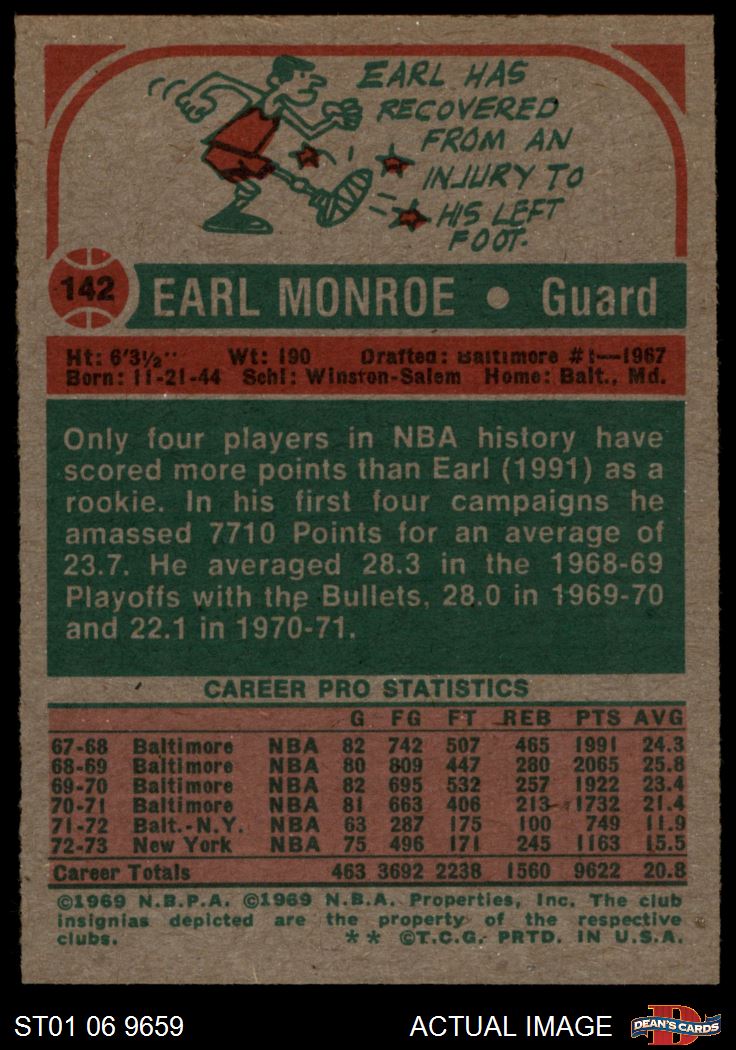 EARL HAS
RECOVERED
FROM AN
INJURY TO
HIS LEFT
FOOT.
142 EARL MONROE • Guard
Ht: 6'3½" Wt: 190 Drafted: Baltimore #1—1967
Born: 11-21-44 Schl: Winston-Salem Home: Balt., Md.
Only four players in NBA history have
scored more points than Earl (1991) as a
rookie. In his first four campaigns he
amassed 7710 Points for an average of
23.7. He averaged 28.3 in the 1968-69
Playoffs with the Bullets, 28.0 in 1969-70
and 22.1 in 1970-71.
CAREER PRO STATISTICS
G FG FT REB PTS AVG
67-68 Baltimore NBA 82 742 507 465 1991 24.3
68-69 Baltimore NBA 80 809 447 280 2065 25.8
69-70 Baltimore NBA 82 695 532 257 1922 23.4
70-71 Baltimore NBA 81 663 406 213 1732 21.4
71-72 Balt.-N.Y. NBA 63 287 175 100 749 11.9
72-73 New York NBA 75 496 171 245 1163 15.5
Career Totals 463 3692 2238 1560 9622 20.8
©1969 N.B.P.A. ©1969 N.B.A. Properties, Inc. The club
insignias depicted are the property of the respective
clubs. ** ©T.C.G. PRTD. IN U.S.A.
ST01 06 9659 ACTUAL IMAGE DEAN'S CARDS